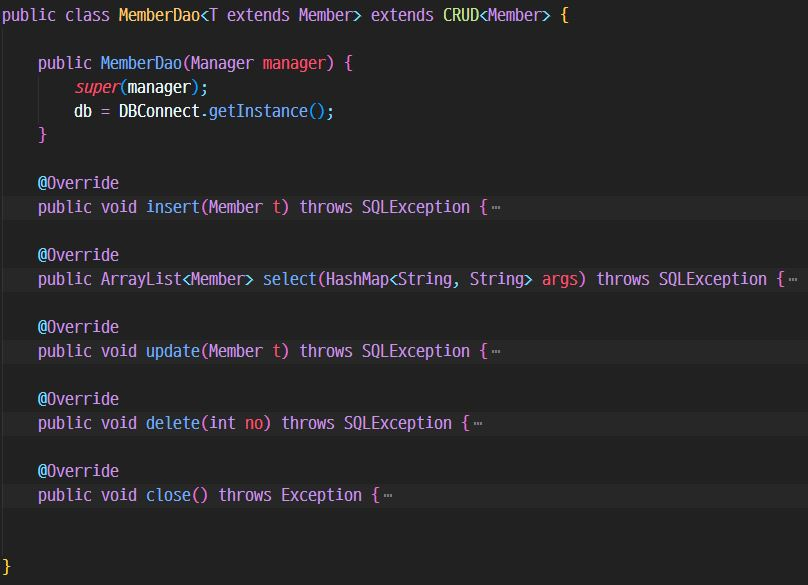 public class MemberDao<T extends Member> extends CRUD<Member> {
public MemberDao(Manager manager) {
super(manager);
db = DBConnect.getInstance();
}
@Override
public void insert(Member t) throws SQLException {⋯
@Override
public ArrayList<Member> select(HashMap<String, String> args) throws SQLException {⋯
@Override
public void update(Member t) throws SQLException {⋯
@Override
public void delete(int no) throws SQLException {⋯
@Override
public void close() throws Exception {⋯
}